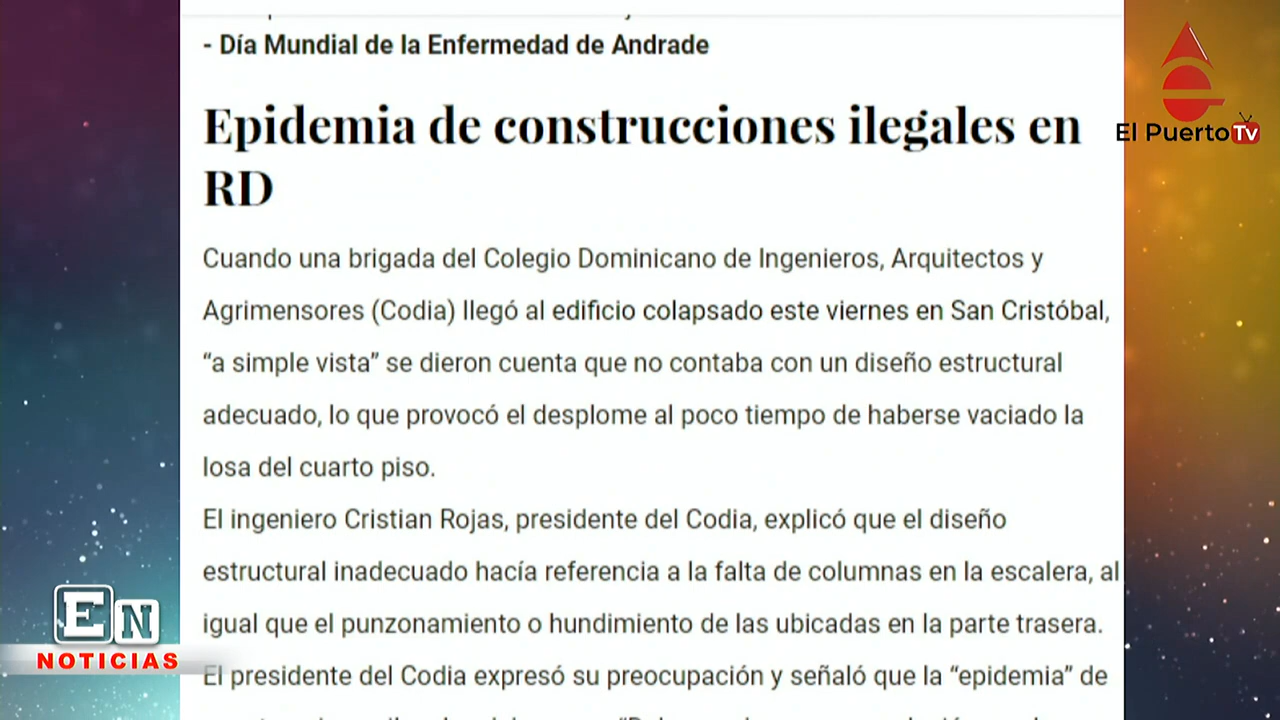 - Día Mundial de la Enfermedad de Andrade
Epidemia de construcciones ilegales en
RD
Cuando una brigada del Colegio Dominicano de Ingenieros, Arquitectos y
Agrimensores (Codia) llegó al edificio colapsado este viernes en San Cristóbal,
“a simple vista” se dieron cuenta que no contaba con un diseño estructural
adecuado, lo que provocó el desplome al poco tiempo de haberse vaciado la
losa del cuarto piso.
El ingeniero Cristian Rojas, presidente del Codia, explicó que el diseño
estructural inadecuado hacía referencia a la falta de columnas en la escalera, al
igual que el punzonamiento o hundimiento de las ubicadas en la parte trasera.
El presidente del Codia expresó su preocupación y señaló que la “epidemia” de
El Puerto Tv
EN
NOTICIAS